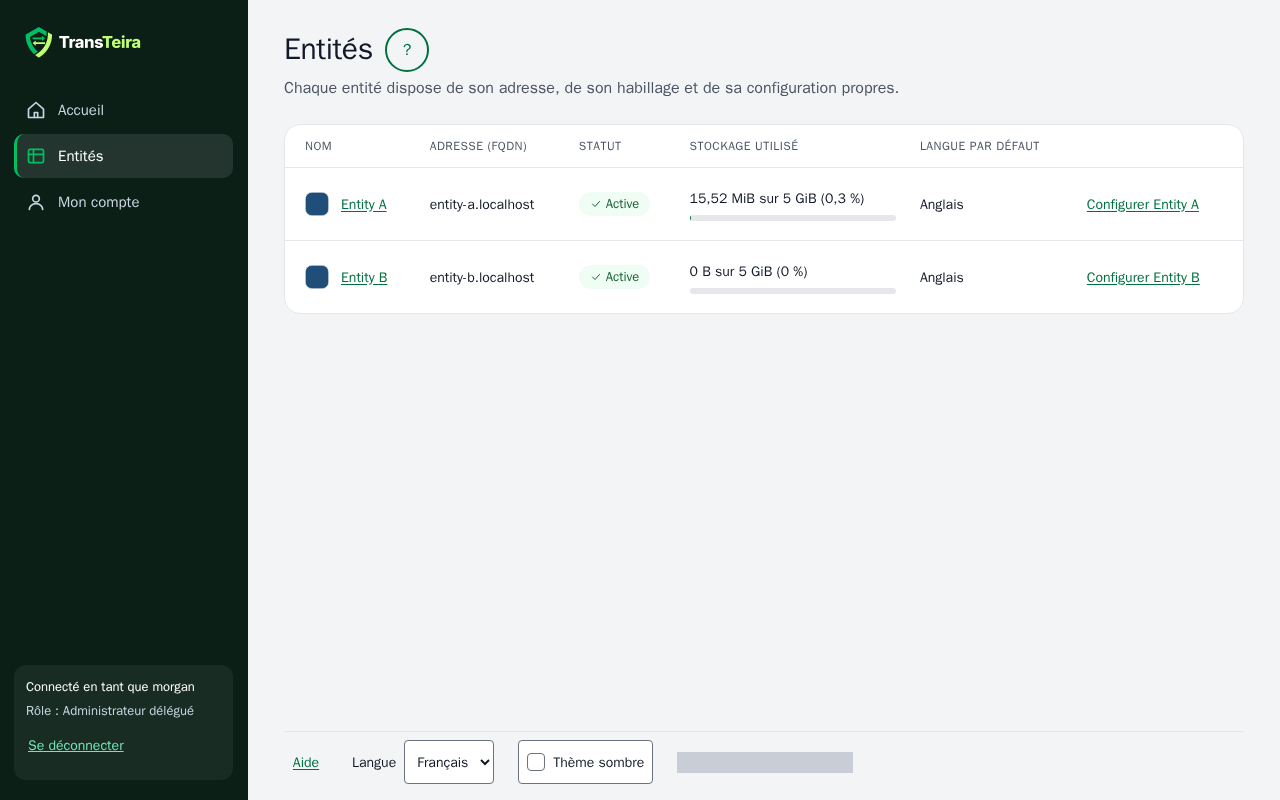 TransTeira
Accueil
Entités
Mon compte
Connecté en tant que morgan
Rôle : Administrateur délégué
Se déconnecter
Entités ?
Chaque entité dispose de son adresse, de son habillage et de sa configuration propres.
NOM ADRESSE (FQDN) STATUT STOCKAGE UTILISÉ LANGUE PAR DÉFAUT
Entity A entity-a.localhost Active 15,52 MiB sur 5 GiB (0,3 %) Anglais Configurer Entity A
Entity B entity-b.localhost Active 0 B sur 5 GiB (0 %) Anglais Configurer Entity B
Aide Langue Français Thème sombre